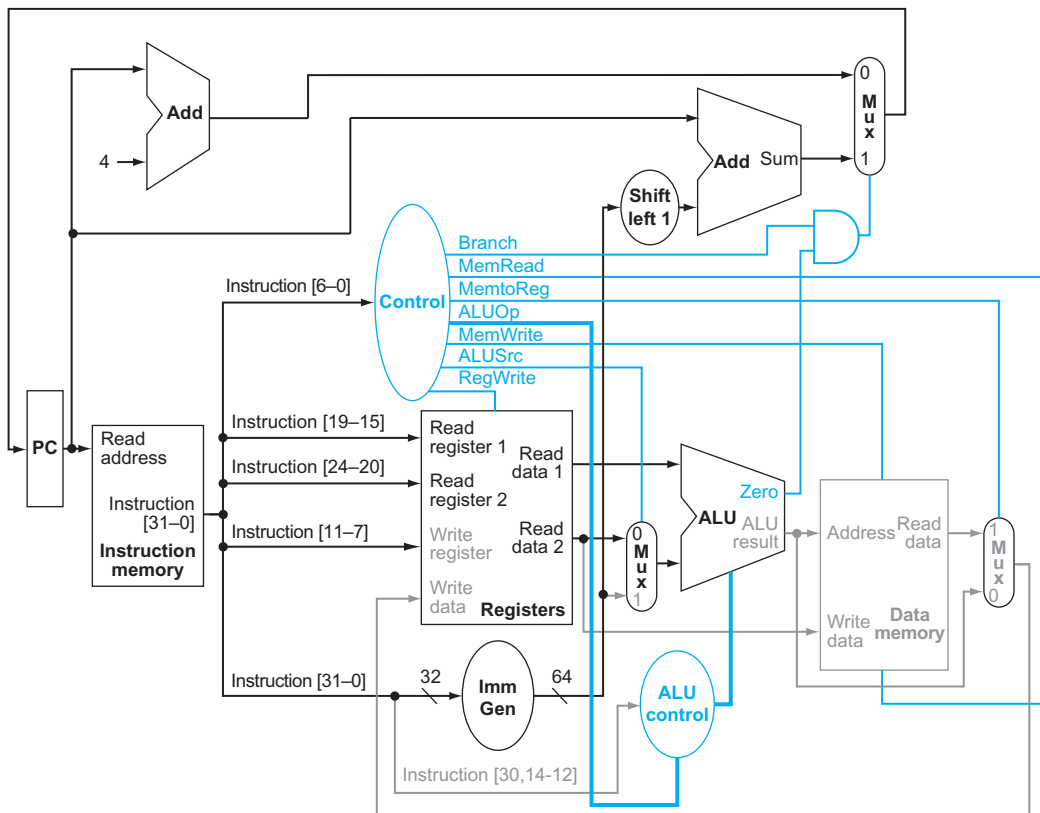 Add
4
0
Mux
1
Add
Sum
Shift
left 1
Branch
MemRead
MemtoReg
ALUOp
MemWrite
ALUSrc
RegWrite
Control
Instruction [6–0]
PC
Read
address
Instruction
[31–0]
Instruction
memory
Instruction [19–15]
Instruction [24–20]
Instruction [11–7]
Read
register 1
Read
register 2
Write
register
Write
data
Read
data 1
Read
data 2
Registers
0
Mux
1
Zero
ALU
ALU
result
Address
Read
data
Write
data
Data
memory
1
Mux
0
Instruction [31–0]
32
Imm
Gen
64
ALU
control
Instruction [30,14-12]